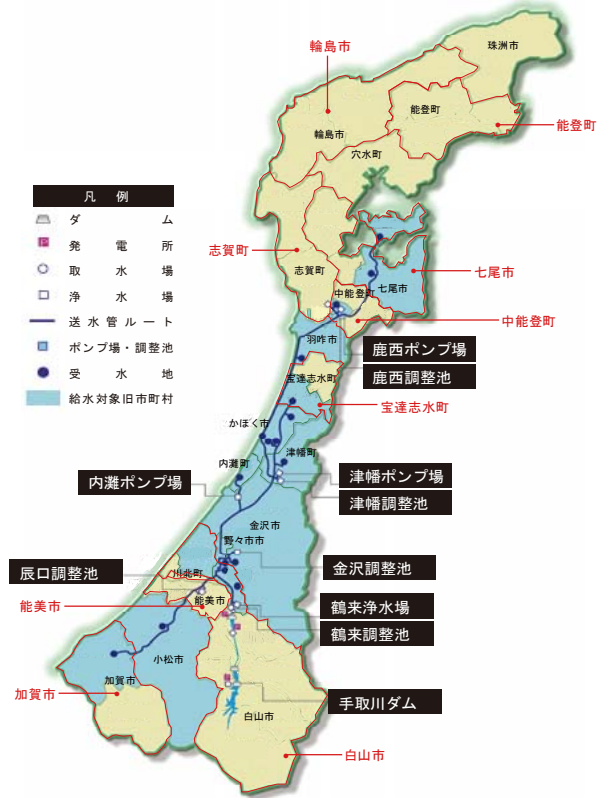 珠洲市
輪島市
能登町
能登町
輪島市
穴水町
凡 例
ダ ム
P 発 電 所
取 水 場
浄 水 場
送 水 管 ル ー ト
ポンプ場・調整池
受 水 地
給水対象旧市町村
志賀町
志賀町
七尾市
七尾市
中能登町
中能登町
羽咋市
鹿西ポンプ場
鹿西調整池
宝達志水町
宝達志水町
かほく市
内灘町
津幡町
内灘ポンプ場
津幡ポンプ場
津幡調整池
金沢市
野々市市
金沢調整池
辰口調整池
川北町
能美市
能美市
鶴来浄水場
鶴来調整池
小松市
加賀市
加賀市
手取川ダム
白山市
白山市